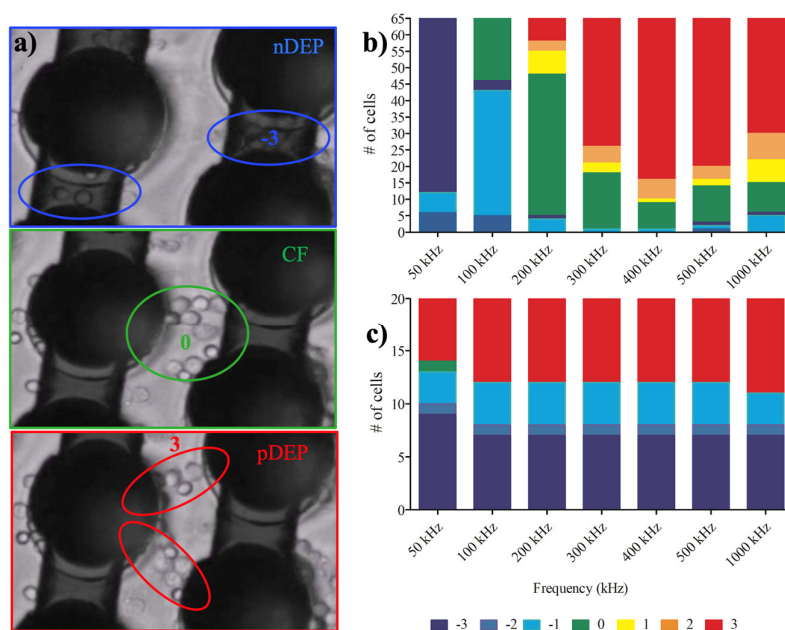 a)
nDEP
-3
CF
0
3
pDEP
b)
# of cells
65
60
55
50
45
40
35
30
25
20
15
10
5
0
50 kHz
100 kHz
200 kHz
300 kHz
400 kHz
500 kHz
1000 kHz
c)
# of cells
20
15
10
5
0
50 kHz
100 kHz
200 kHz
300 kHz
400 kHz
500 kHz
1000 kHz
Frequency (kHz)
-3 -2 -1 0 1 2 3